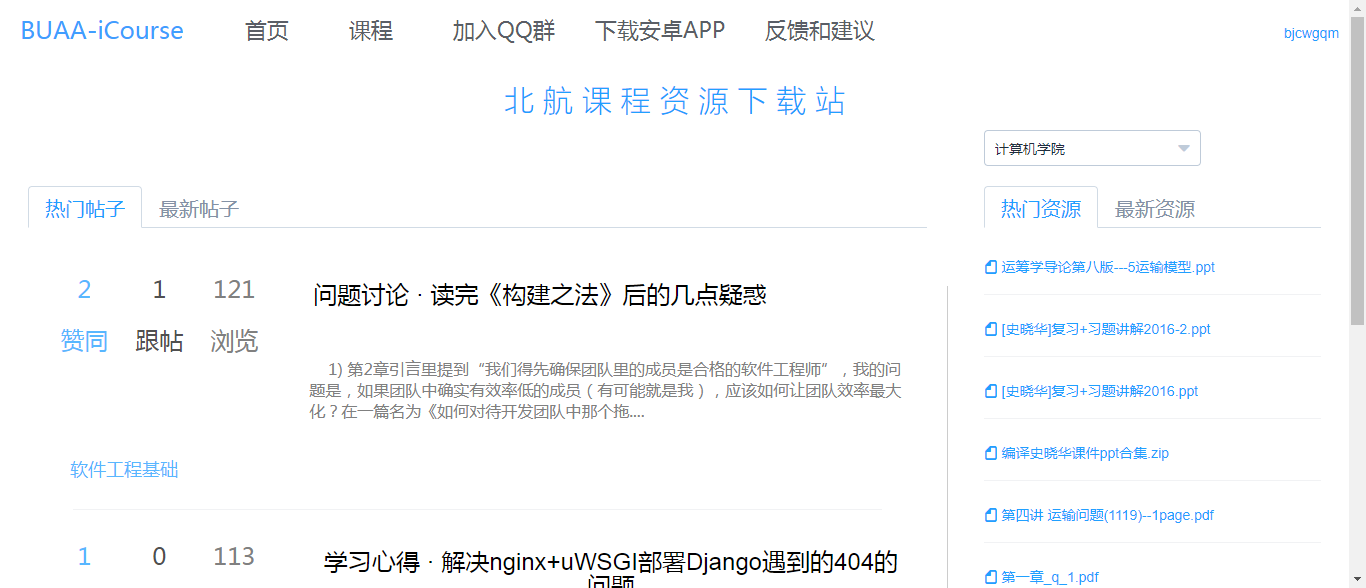 BUAA-iCourse 首页 课程 加入QQ群 下载安卓APP 反馈和建议 bjcwgqm
北航课程资源下载站
计算机学院
热门帖子 最新帖子
2 1 121
赞同 跟帖 浏览
问题讨论 · 读完《构建之法》后的几点疑惑
1) 第2章引言里提到“我们得先确保团队里的成员是合格的软件工程师”，我的问
题是，如果团队中确实有效率低的成员（有可能就是我），应该如何让团队效率最大
化？在一篇名为《如何对待开发团队中那个拖....
软件工程基础
1 0 113
学习心得 · 解决nginx+uWSGI部署Django遇到的404的
问题
热门资源 最新资源
运筹学导论第八版---5运输模型.ppt
[史晓华]复习+习题讲解2016-2.ppt
[史晓华]复习+习题讲解2016.ppt
编译史晓华课件ppt合集.zip
第四讲 运输问题(1119)--1page.pdf
第一章_q_1.pdf